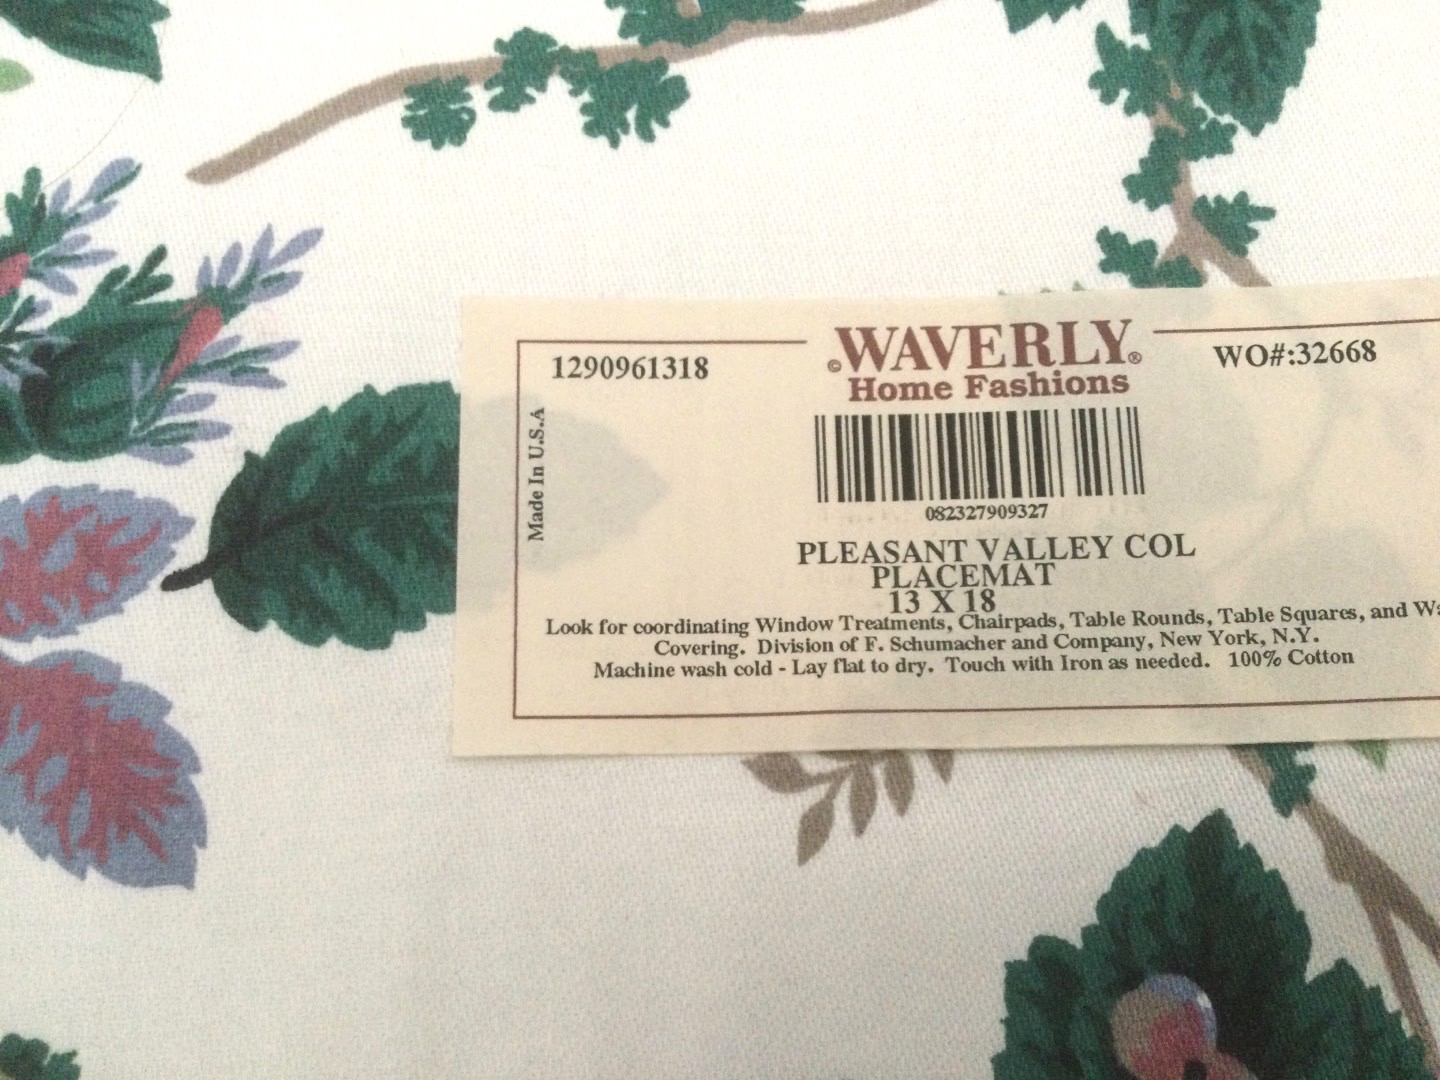 1290961318
©WAVERLY®
Home Fashions
WO#:32668
Made In U.S.A
082327909327
PLEASANT VALLEY COL
PLACEMAT
13 X 18
Look for coordinating Window Treatments, Chairpads, Table Rounds, Table Squares, and
Covering. Division of F. Schumacher and Company, New York, N.Y.
Machine wash cold - Lay flat to dry. Touch with Iron as needed. 100% Cotton